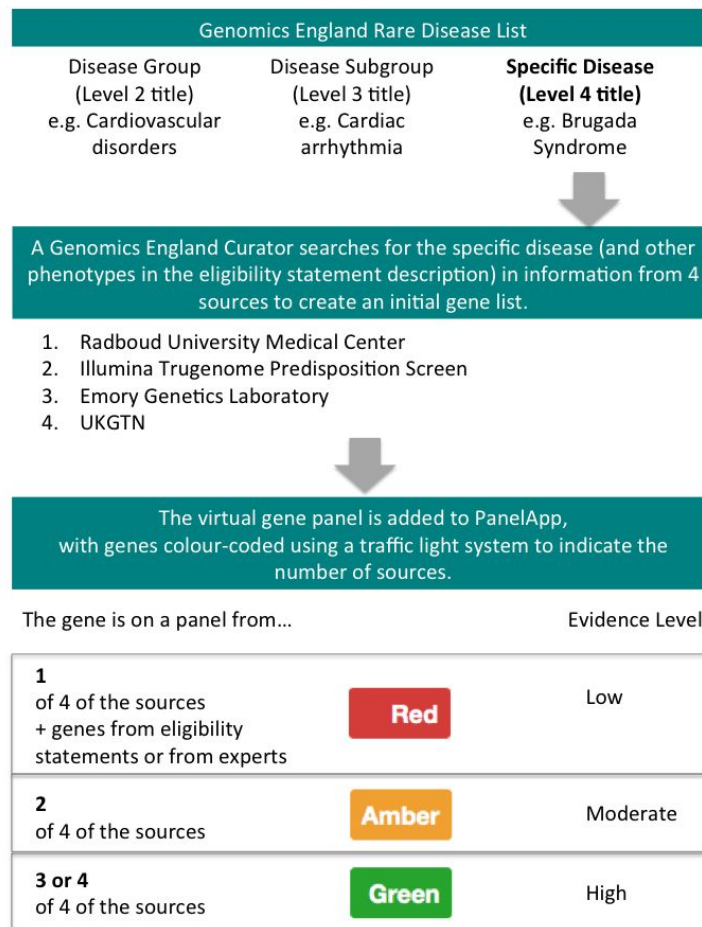 Genomics England Rare Disease List
Disease Group
(Level 2 title)
e.g. Cardiovascular
disorders
Disease Subgroup
(Level 3 title)
e.g. Cardiac
arrhythmia
Specific Disease
(Level 4 title)
e.g. Brugada
Syndrome
A Genomics England Curator searches for the specific disease (and other
phenotypes in the eligibility statement description) in information from 4
sources to create an initial gene list.
1. Radboud University Medical Center
2. Illumina Trugenome Predisposition Screen
3. Emory Genetics Laboratory
4. UKGTN
The virtual gene panel is added to PanelApp,
with genes colour-coded using a traffic light system to indicate the
number of sources.
The gene is on a panel from... Evidence Level
1
of 4 of the sources
+ genes from eligibility
statements or from experts
Red
Low
2
of 4 of the sources
Amber
Moderate
3 or 4
of 4 of the sources
Green
High